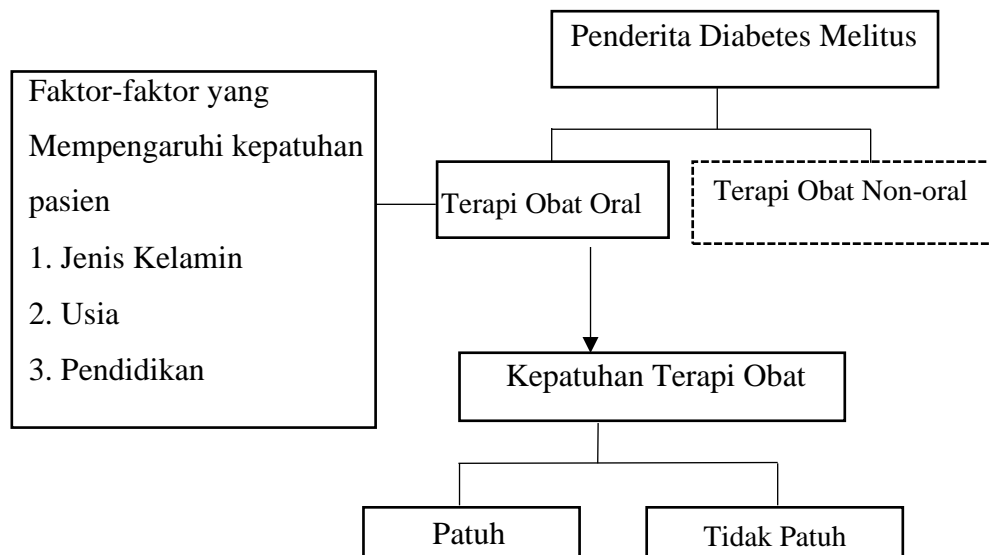 Penderita Diabetes Melitus
Faktor-faktor yang
Mempengaruhi kepatuhan
pasien
1. Jenis Kelamin
2. Usia
3. Pendidikan
Terapi Obat Oral
Terapi Obat Non-oral
Kepatuhan Terapi Obat
Patuh
Tidak Patuh